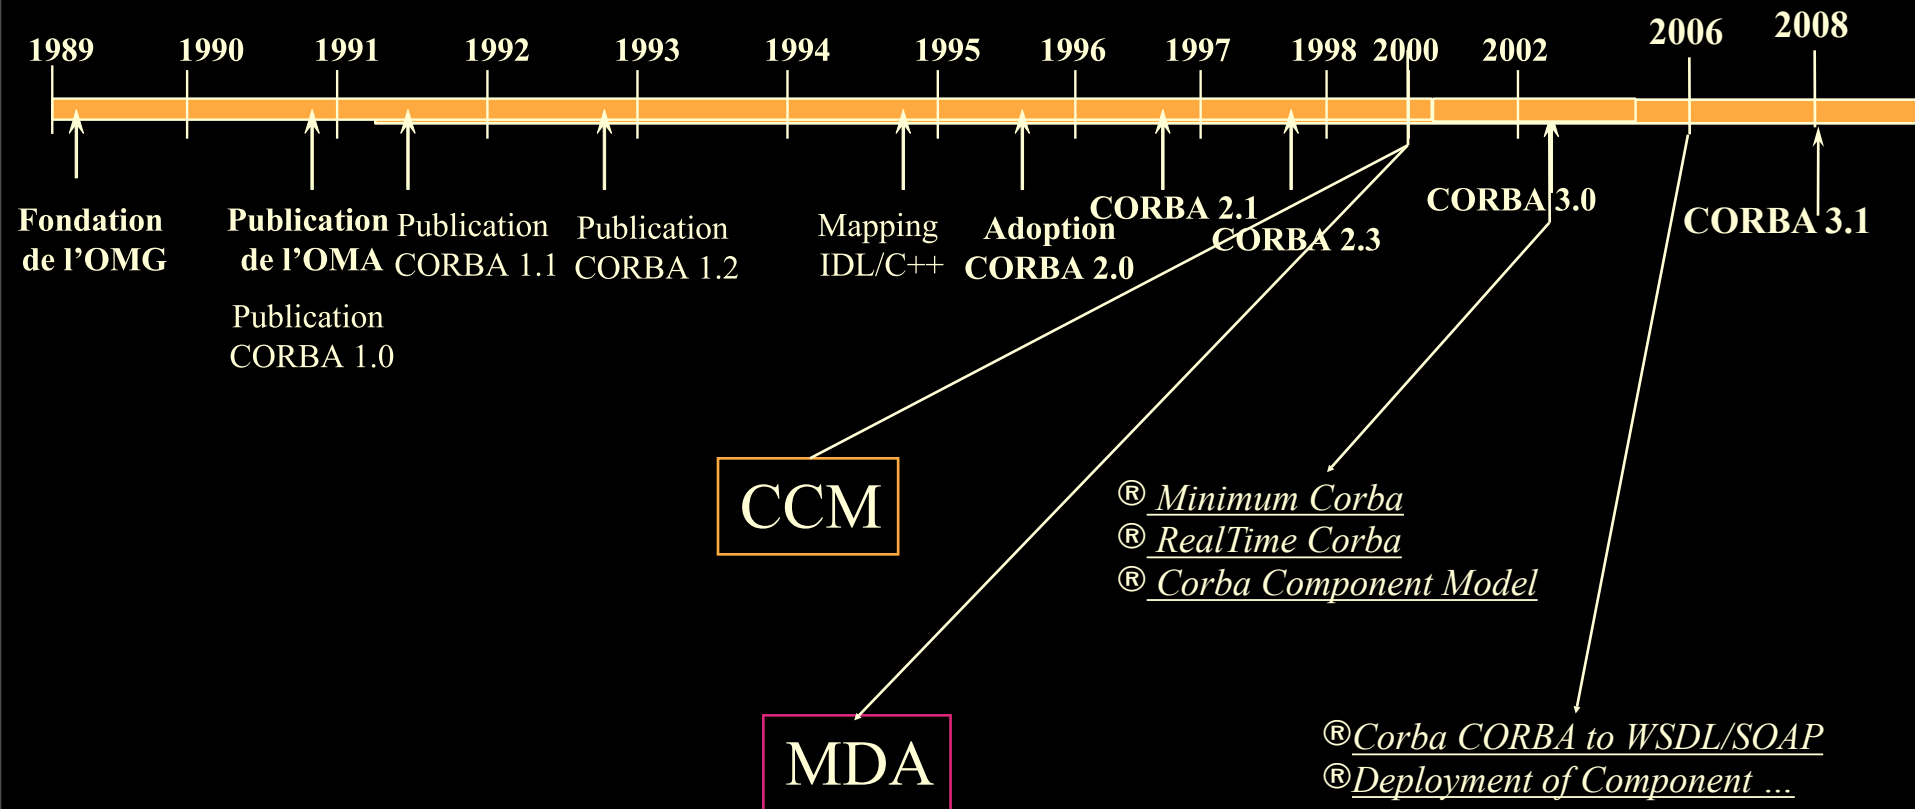 1989 1990 1991 1992 1993 1994 1995 1996 1997 1998 2000 2002 2006 2008
Fondation
de l’OMG
Publication
de l’OMA
Publication
CORBA 1.0
Publication
CORBA 1.1
Publication
CORBA 1.2
Mapping
IDL/C++
Adoption
CORBA 2.0
CORBA 2.1
CORBA 2.3
CORBA 3.0
CORBA 3.1
CCM
® Minimum Corba
® RealTime Corba
® Corba Component Model
MDA
®Corba CORBA to WSDL/SOAP
®Deployment of Component ...